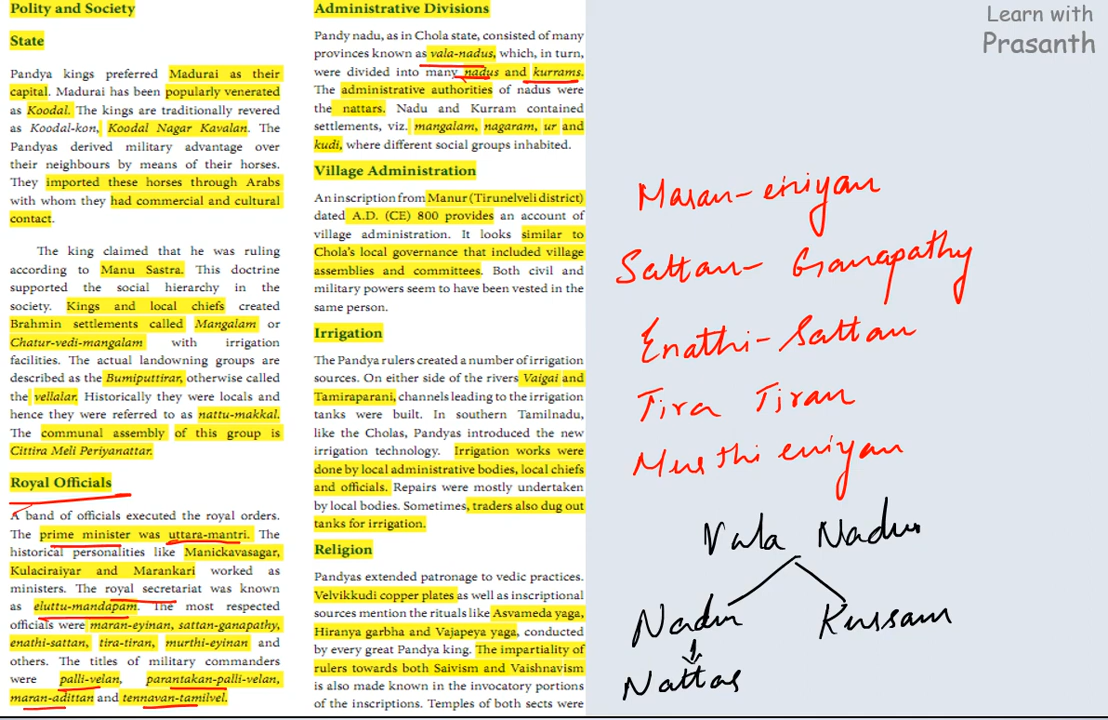 Polity and Society
State
Pandya kings preferred Madurai as their
capital. Madurai has been popularly venerated
as Koodal. The kings are traditionally revered
as Koodal-kon, Koodal Nagar Kavalan. The
Pandyas derived military advantage over
their neighbours by means of their horses.
They imported these horses through Arabs
with whom they had commercial and cultural
contact.
The king claimed that he was ruling
according to Manu Sastra. This doctrine
supported the social hierarchy in the
society. Kings and local chiefs created
Brahmin settlements called Mangalam or
Chatur-vedi-mangalam with irrigation
facilities. The actual landowning groups are
described as the Bumiputtirar, otherwise called
the vellalar. Historically they were locals and
hence they were referred to as nattu-makkal.
The communal assembly of this group is
Cittira Meli Periyanattar.
Royal Officials
A band of officials executed the royal orders.
The prime minister was uttara-mantri. The
historical personalities like Manickavasagar,
Kulaciraiyar and Marankari worked as
ministers. The royal secretariat was known
as eluttu-mandapam. The most respected
officials were maran-eyinan, sattan-ganapathy,
enathi-sattan, tira-tiran, murthi-eyinan and
others. The titles of military commanders
were palli-velan, parantakan-palli-velan,
maran-adittan and tennavan-tamilvel.
Administrative Divisions
Pandy nadu, as in Chola state, consisted of many
provinces known as vala-nadus, which, in turn,
were divided into many nadus and kurrams.
The administrative authorities of nadus were
the nattars. Nadu and Kurram contained
settlements, viz. mangalam, nagaram, ur and
kudi, where different social groups inhabited.
Village Administration
An inscription from Manur (Tirunelveli district)
dated A.D. (CE) 800 provides an account of
village administration. It looks similar to
Chola's local governance that included village
assemblies and committees. Both civil and
military powers seem to have been vested in the
same person.
Irrigation
The Pandya rulers created a number of irrigation
sources. On either side of the rivers Vaigai and
Tamiraparani, channels leading to the irrigation
tanks were built. In southern Tamilnadu,
like the Cholas, Pandyas introduced the new
irrigation technology. Irrigation works were
done by local administrative bodies, local chiefs
and officials. Repairs were mostly undertaken
by local bodies. Sometimes, traders also dug out
tanks for irrigation.
Religion
Pandyas extended patronage to vedic practices.
Velvikkudi copper plates as well as inscriptional
sources mention the rituals like Asvameda yaga,
Hiranya garbha and Vajapeya yaga, conducted
by every great Pandya king. The impartiality of
rulers towards both Saivism and Vaishnavism
is also made known in the invocatory portions
of the inscriptions. Temples of both sects were
Learn with
Prasanth
Maran-einiyan
Sattan- Ganapathy
Enathi-Sattan
Tira Tiran
Murthi eniyan
Vala Nadus
Nadu Kurram
Nattas